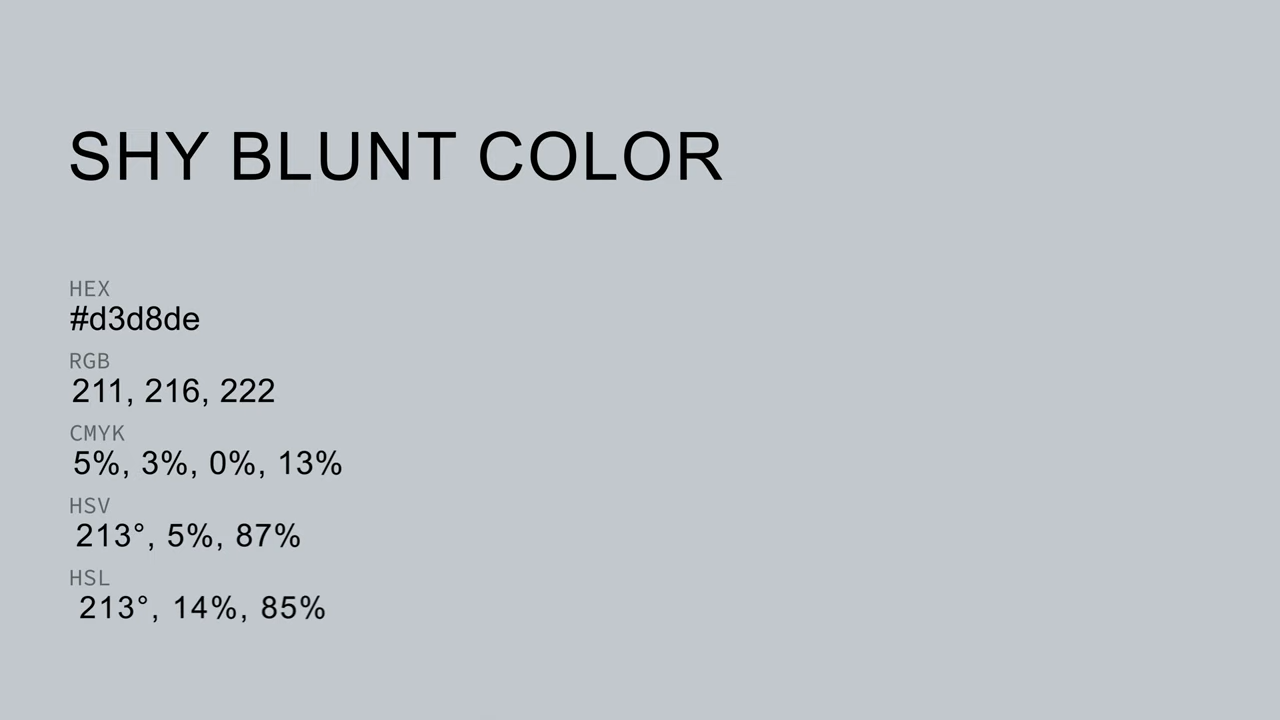 SHY BLUNT COLOR
HEX
#d3d8de
RGB
211, 216, 222
CMYK
5%, 3%, 0%, 13%
HSV
213°, 5%, 87%
HSL
213°, 14%, 85%